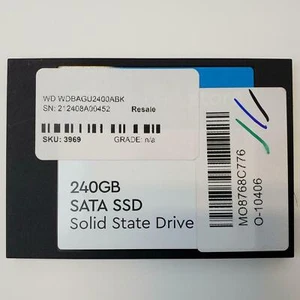 WD WDBAGU2400ABK
SN: 212408A00452
Resale
SKU: 3969 GRADE: n/a
240GB
SATA SSD
Solid State Drive
MO8768C776
O-10406